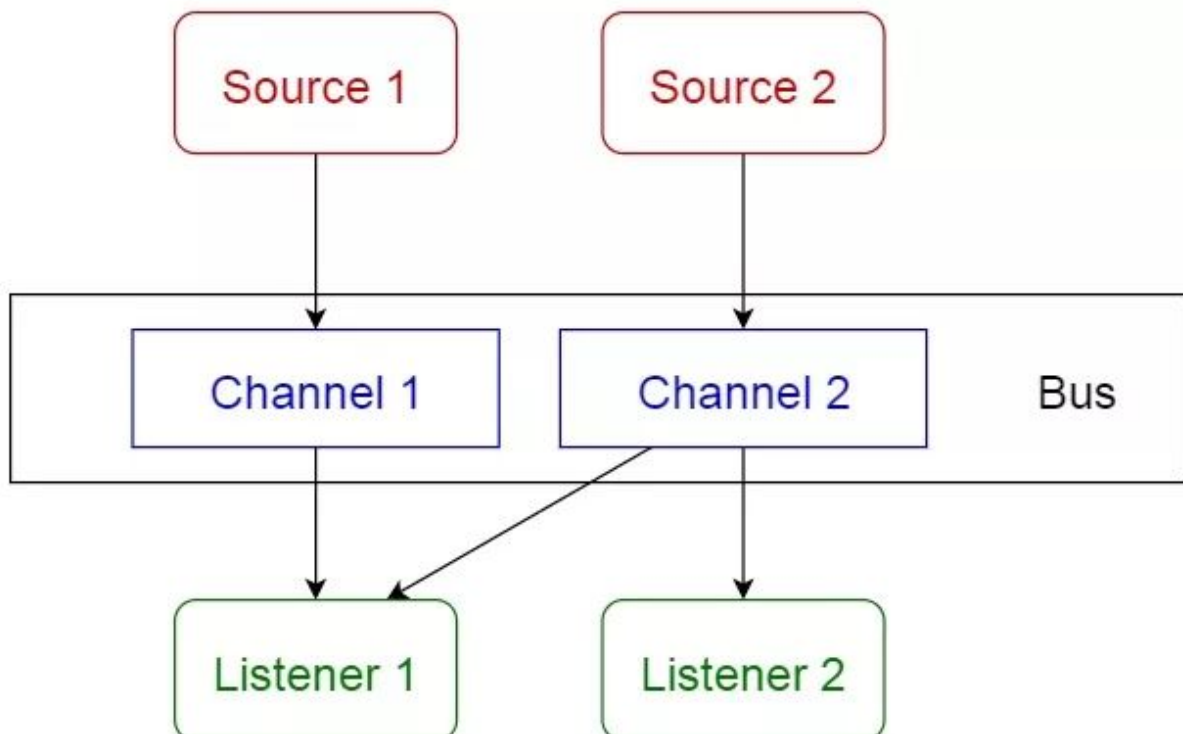 Source 1
Source 2
Channel 1
Channel 2
Bus
Listener 1
Listener 2